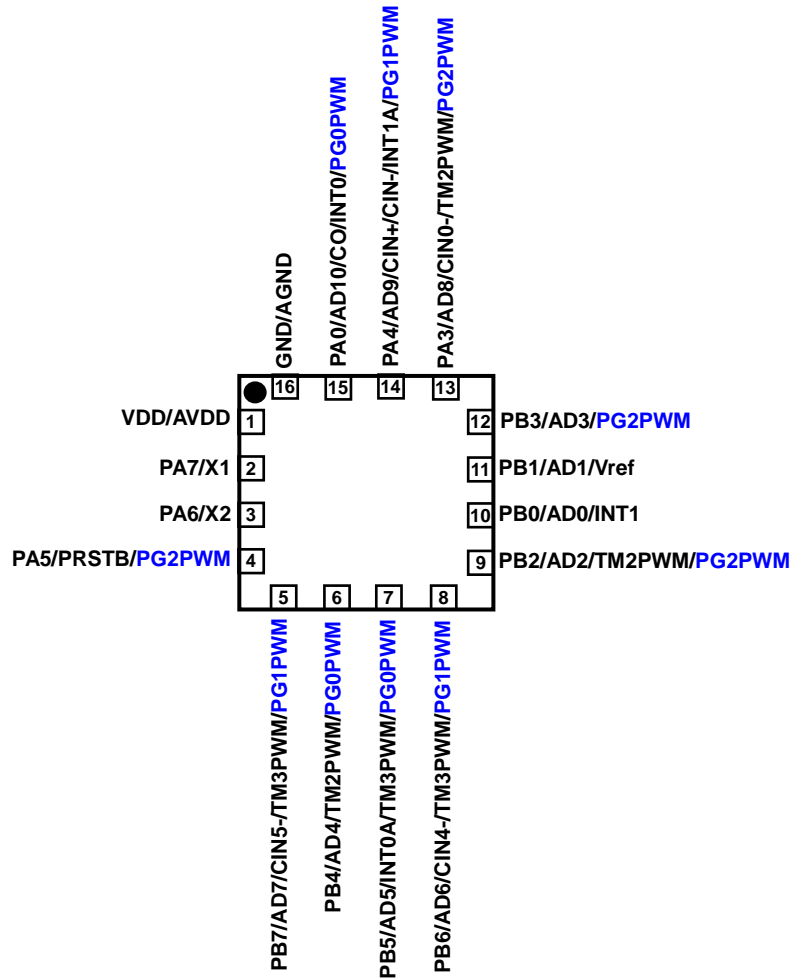 GND/AGND
PA0/AD10/CO/INT0/PG0PWM
PA4/AD9/CIN+/CIN-/INT1A/PG1PWM
PA3/AD8/CIN0-/TM2PWM/PG2PWM
16
15
14
13
VDD/AVDD
1
12
PB3/AD3/PG2PWM
PA7/X1
2
11
PB1/AD1/Vref
PA6/X2
3
10
PB0/AD0/INT1
PA5/PRSTB/PG2PWM
4
9
PB2/AD2/TM2PWM/PG2PWM
5
6
7
8
PB7/AD7/CIN5-/TM3PWM/PG1PWM
PB4/AD4/TM2PWM/PG0PWM
PB5/AD5/INT0A/TM3PWM/PG0PWM
PB6/AD6/CIN4-/TM3PWM/PG1PWM